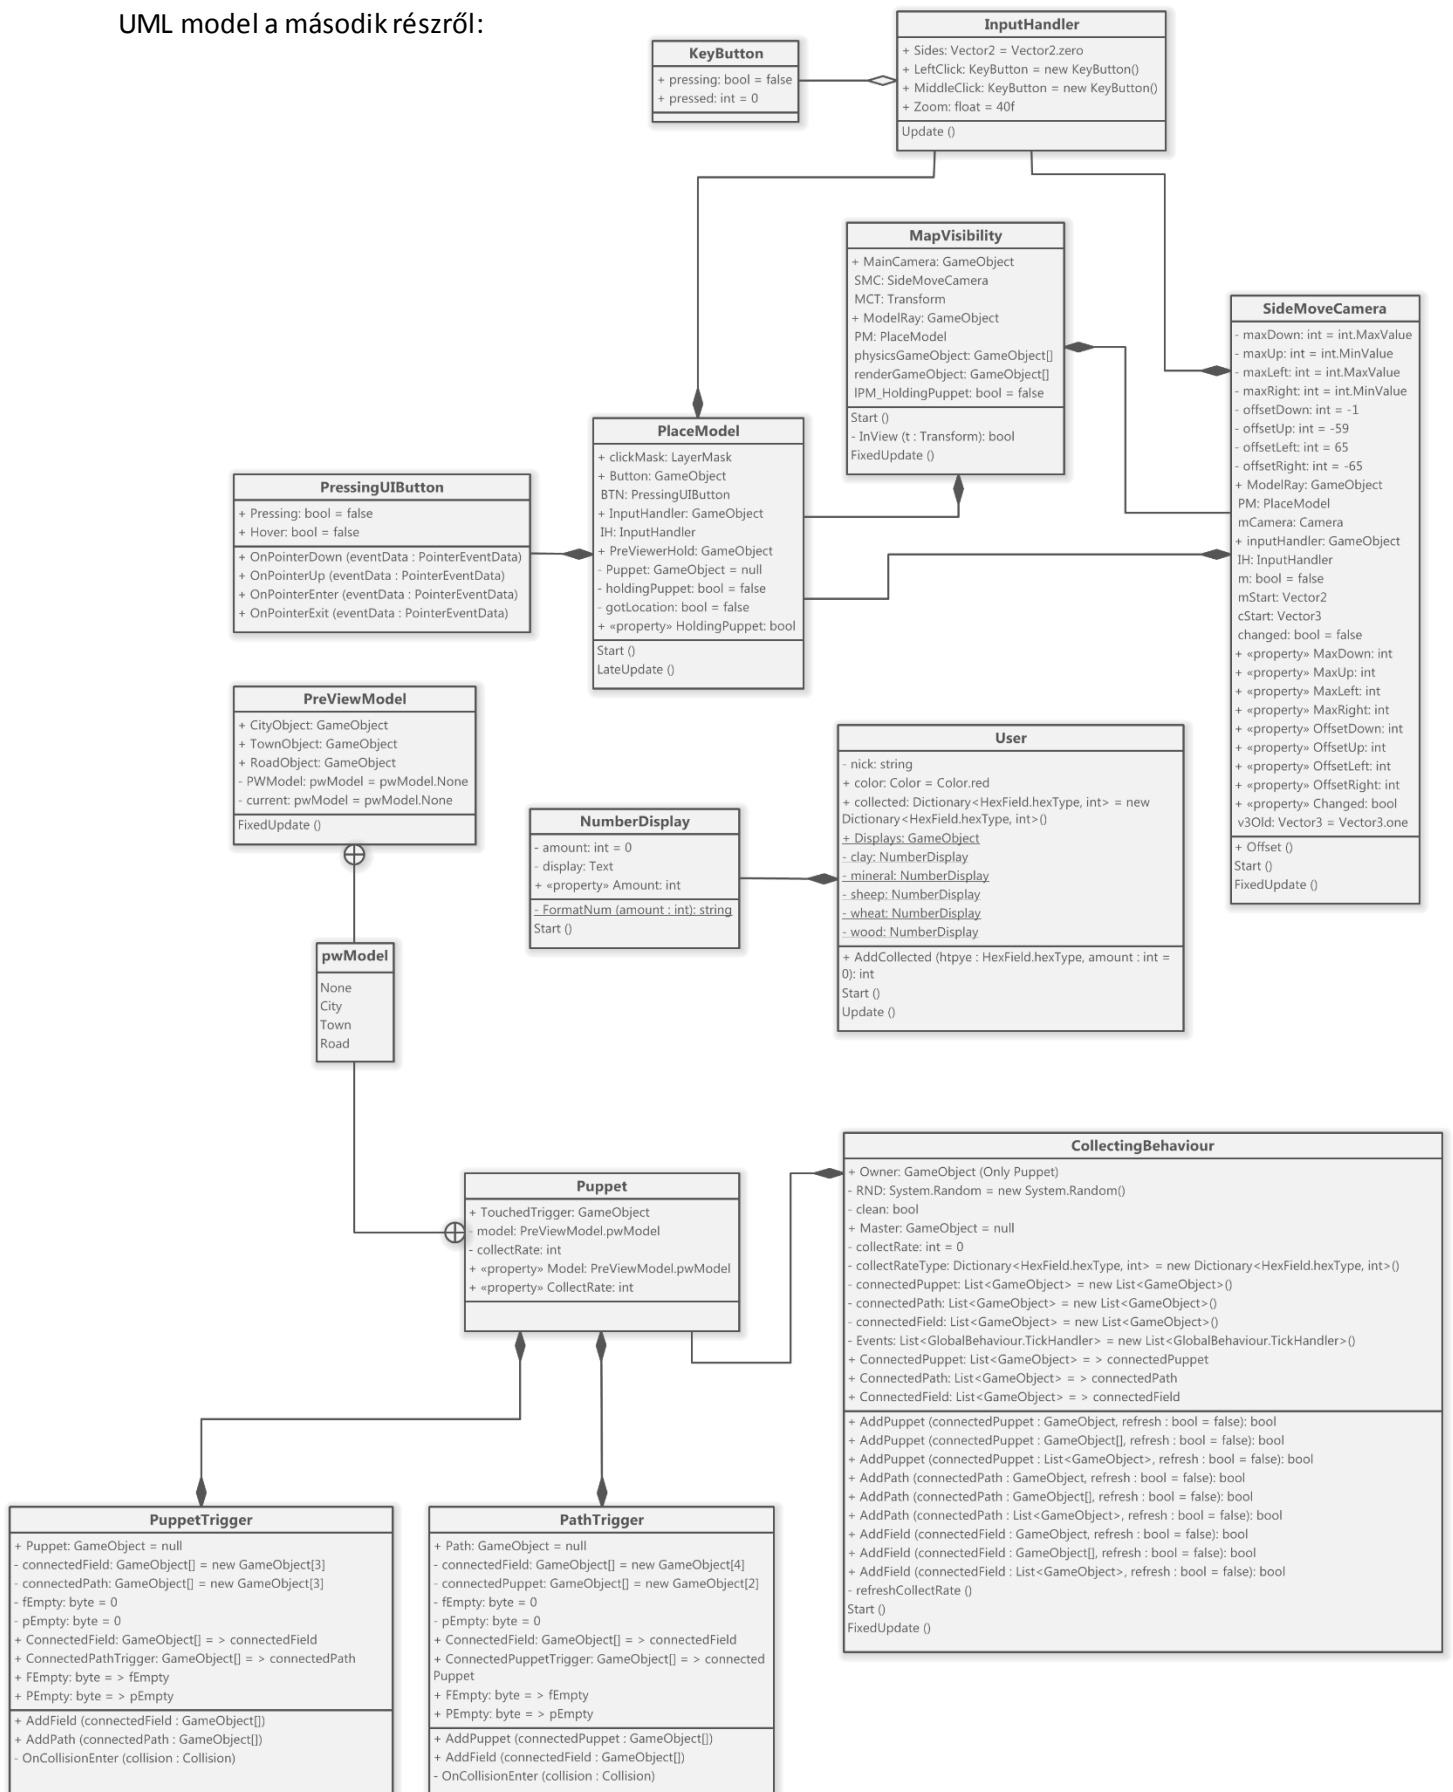 UML model a második részről:
InputHandler
+ Sides: Vector2 = Vector2.zero
+ LeftClick: KeyButton = new KeyButton()
+ MiddleClick: KeyButton = new KeyButton()
+ Zoom: float = 40f
Update ()
KeyButton
+ pressing: bool = false
+ pressed: int = 0
MapVisibility
+ MainCamera: GameObject
SMC: SideMoveCamera
MCT: Transform
+ ModelRay: GameObject
PM: PlaceModel
physicsGameObject: GameObject[]
renderGameObject: GameObject[]
lPM_HoldingPuppet: bool = false
Start ()
- InView (t : Transform): bool
FixedUpdate ()
SideMoveCamera
- maxDown: int = int.MaxValue
- maxUp: int = int.MinValue
- maxLeft: int = int.MaxValue
- maxRight: int = int.MinValue
- offsetDown: int = -1
- offsetUp: int = -59
- offsetLeft: int = 65
- offsetRight: int = -65
+ ModelRay: GameObject
PM: PlaceModel
mCamera: Camera
+ inputHandler: GameObject
IH: InputHandler
m: bool = false
mStart: Vector2
cStart: Vector3
changed: bool = false
+ «property» MaxDown: int
+ «property» MaxUp: int
+ «property» MaxLeft: int
+ «property» MaxRight: int
+ «property» OffsetDown: int
+ «property» OffsetUp: int
+ «property» OffsetLeft: int
+ «property» OffsetRight: int
+ «property» Changed: bool
v3Old: Vector3 = Vector3.one
+ Offset ()
Start ()
FixedUpdate ()
PlaceModel
+ clickMask: LayerMask
+ Button: GameObject
BTN: PressingUIButton
+ InputHandler: GameObject
IH: InputHandler
+ PreViewerHold: GameObject
- Puppet: GameObject = null
- holdingPuppet: bool = false
- gotLocation: bool = false
+ «property» HoldingPuppet: bool
Start ()
LateUpdate ()
PressingUIButton
+ Pressing: bool = false
+ Hover: bool = false
+ OnPointerDown (eventData : PointerEventData)
+ OnPointerUp (eventData : PointerEventData)
+ OnPointerEnter (eventData : PointerEventData)
+ OnPointerExit (eventData : PointerEventData)
PreViewModel
+ CityObject: GameObject
+ TownObject: GameObject
+ RoadObject: GameObject
- PWModel: pwModel = pwModel.None
- current: pwModel = pwModel.None
FixedUpdate ()
User
- nick: string
+ color: Color = Color.red
+ collected: Dictionary<HexField.hexType, int> = new
Dictionary<HexField.hexType, int>()
+ Displays: GameObject
- clay: NumberDisplay
- mineral: NumberDisplay
- sheep: NumberDisplay
- wheat: NumberDisplay
- wood: NumberDisplay
+ AddCollected (htpye : HexField.hexType, amount : int =
0): int
Start ()
Update ()
NumberDisplay
- amount: int = 0
- display: Text
+ «property» Amount: int
- FormatNum (amount : int): string
Start ()
pwModel
None
City
Town
Road
Puppet
+ TouchedTrigger: GameObject
- model: PreViewModel.pwModel
- collectRate: int
+ «property» Model: PreViewModel.pwModel
+ «property» CollectRate: int
CollectingBehaviour
+ Owner: GameObject (Only Puppet)
- RND: System.Random = new System.Random()
- clean: bool
+ Master: GameObject = null
- collectRate: int = 0
- collectRateType: Dictionary<HexField.hexType, int> = new Dictionary<HexField.hexType, int>()
- connectedPuppet: List<GameObject> = new List<GameObject>()
- connectedPath: List<GameObject> = new List<GameObject>()
- connectedField: List<GameObject> = new List<GameObject>()
- Events: List<GlobalBehaviour.TickHandler> = new List<GlobalBehaviour.TickHandler>()
+ ConnectedPuppet: List<GameObject> = > connectedPuppet
+ ConnectedPath: List<GameObject> = > connectedPath
+ ConnectedField: List<GameObject> = > connectedField
+ AddPuppet (connectedPuppet : GameObject, refresh : bool = false): bool
+ AddPuppet (connectedPuppet : GameObject[], refresh : bool = false): bool
+ AddPuppet (connectedPuppet : List<GameObject>, refresh : bool = false): bool
+ AddPath (connectedPath : GameObject, refresh : bool = false): bool
+ AddPath (connectedPath : GameObject[], refresh : bool = false): bool
+ AddPath (connectedPath : List<GameObject>, refresh : bool = false): bool
+ AddField (connectedField : GameObject, refresh : bool = false): bool
+ AddField (connectedField : GameObject[], refresh : bool = false): bool
+ AddField (connectedField : List<GameObject>, refresh : bool = false): bool
- refreshCollectRate ()
Start ()
FixedUpdate ()
PuppetTrigger
+ Puppet: GameObject = null
- connectedField: GameObject[] = new GameObject[3]
- connectedPath: GameObject[] = new GameObject[3]
- fEmpty: byte = 0
- pEmpty: byte = 0
+ ConnectedField: GameObject[] = > connectedField
+ ConnectedPathTrigger: GameObject[] = > connectedPath
+ FEmpty: byte = > fEmpty
+ PEmpty: byte = > pEmpty
+ AddField (connectedField : GameObject[])
+ AddPath (connectedPath : GameObject[])
- OnCollisionEnter (collision : Collision)
PathTrigger
+ Path: GameObject = null
- connectedField: GameObject[] = new GameObject[4]
- connectedPuppet: GameObject[] = new GameObject[2]
- fEmpty: byte = 0
- pEmpty: byte = 0
+ ConnectedField: GameObject[] = > connectedField
+ ConnectedPuppetTrigger: GameObject[] = > connected
Puppet
+ FEmpty: byte = > fEmpty
+ PEmpty: byte = > pEmpty
+ AddPuppet (connectedPuppet : GameObject[])
+ AddField (connectedField : GameObject[])
- OnCollisionEnter (collision : Collision)